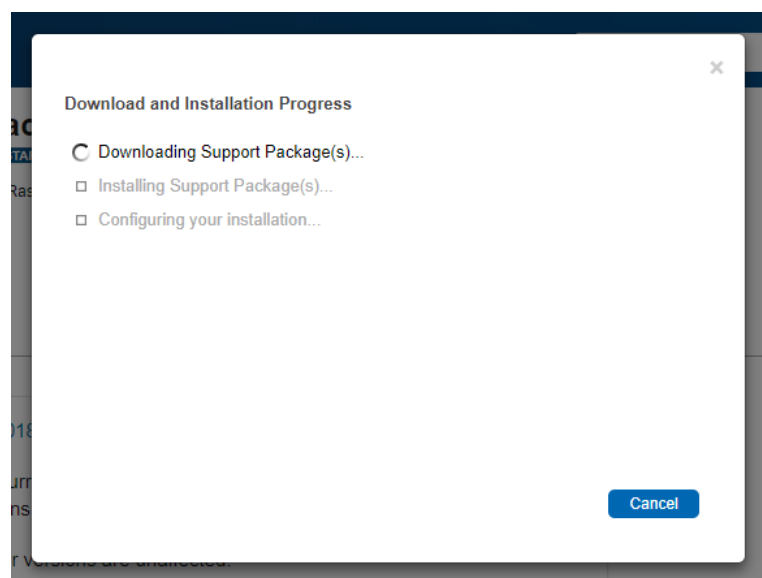 Download and Installation Progress
Downloading Support Package(s)...
Installing Support Package(s)...
Configuring your installation...
Cancel